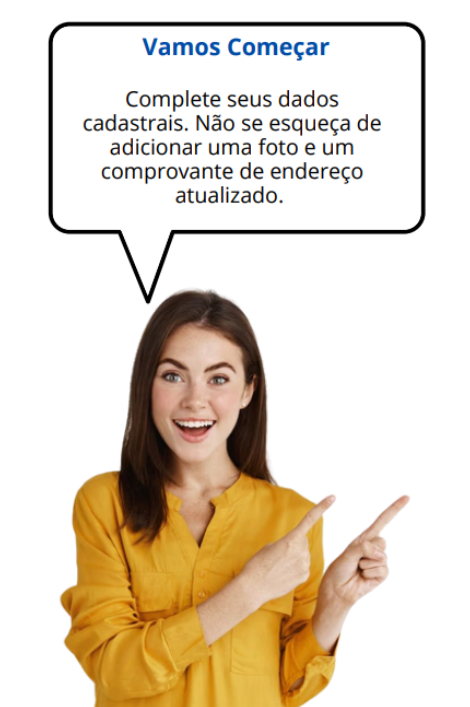 Vamos Começar
Complete seus dados
cadastrais. Não se esqueça de
adicionar uma foto e um
comprovante de endereço
atualizado.